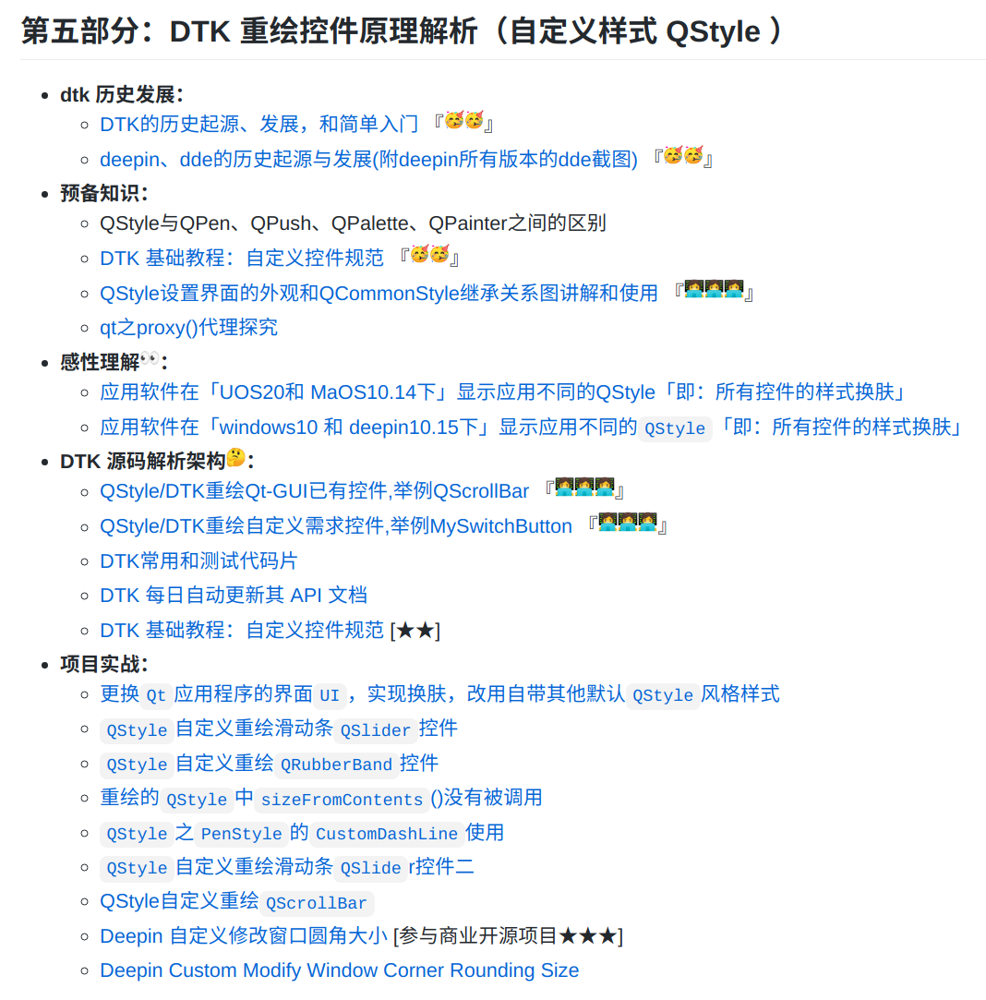 第五部分：DTK 重绘控件原理解析（自定义样式 QStyle ）
dtk 历史发展：
DTK的历史起源、发展，和简单入门 『🥳🥳』
deepin、dde的历史起源与发展(附deepin所有版本的dde截图) 『🥳🥳』
预备知识：
QStyle与QPen、QPush、QPalette、QPainter之间的区别
DTK 基础教程：自定义控件规范 『🥳🥳』
QStyle设置界面的外观和QCommonStyle继承关系图讲解和使用 『👩‍💻👩‍💻👩‍💻』
qt之proxy()代理探究
感性理解👀：
应用软件在「UOS20和 MaOS10.14下」显示应用不同的QStyle「即：所有控件的样式换肤」
应用软件在「windows10 和 deepin10.15下」显示应用不同的 QStyle 「即：所有控件的样式换肤」
DTK 源码解析架构🤔：
QStyle/DTK重绘Qt-GUI已有控件,举例QScrollBar 『👩‍💻👩‍💻👩‍💻』
QStyle/DTK重绘自定义需求控件,举例MySwitchButton 『👩‍💻👩‍💻👩‍💻』
DTK常用和测试代码片
DTK 每日自动更新其 API 文档
DTK 基础教程：自定义控件规范 [★★]
项目实战：
更换 Qt 应用程序的界面 UI ，实现换肤，改用自带其他默认 QStyle 风格样式
QStyle 自定义重绘滑动条 QSlider 控件
QStyle 自定义重绘 QRubberBand 控件
重绘的 QStyle 中 sizeFromContents ()没有被调用
QStyle 之 PenStyle 的 CustomDashLine 使用
QStyle 自定义重绘滑动条 QSlide r控件二
QStyle自定义重绘 QScrollBar
Deepin 自定义修改窗口圆角大小 [参与商业开源项目★★★]
Deepin Custom Modify Window Corner Rounding Size